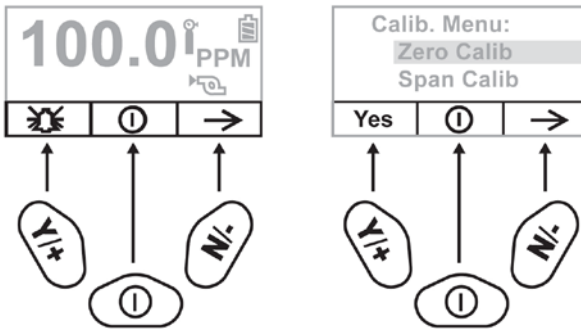 100.0 PPM
Calib. Menu:
Zero Calib
Span Calib
Yes
Y/+
N/-
Y/+
N/-